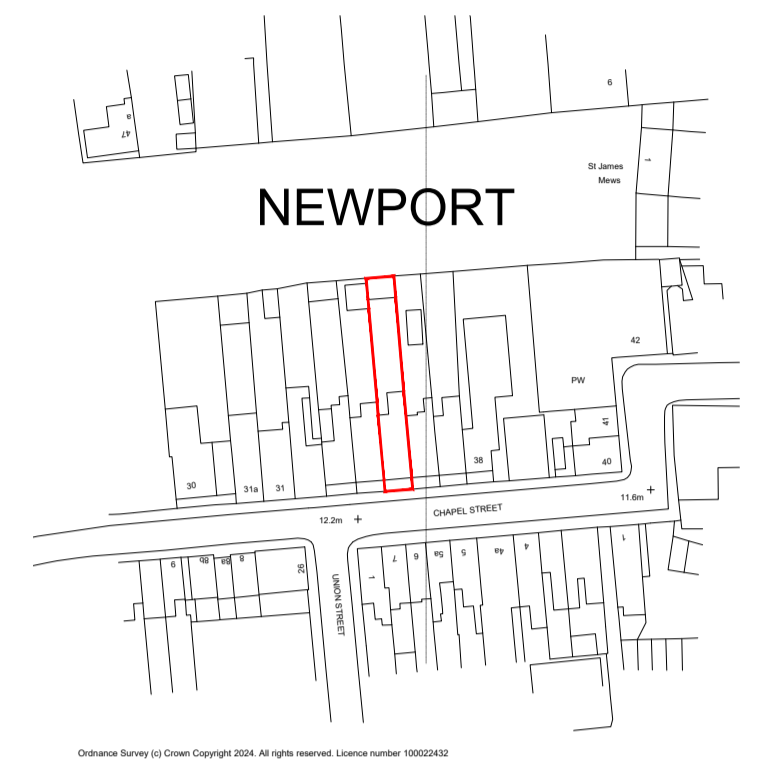 6
47
a
1
St James
Mews
NEWPORT
42
PW
41
40
38
30
31a
31
11.6m
CHAPEL STREET
12.2m
9
8b
8a
8
26
UNION STREET
1
7
6
5a
5
4a
4
1
Ordnance Survey (c) Crown Copyright 2024. All rights reserved. Licence number 100022432